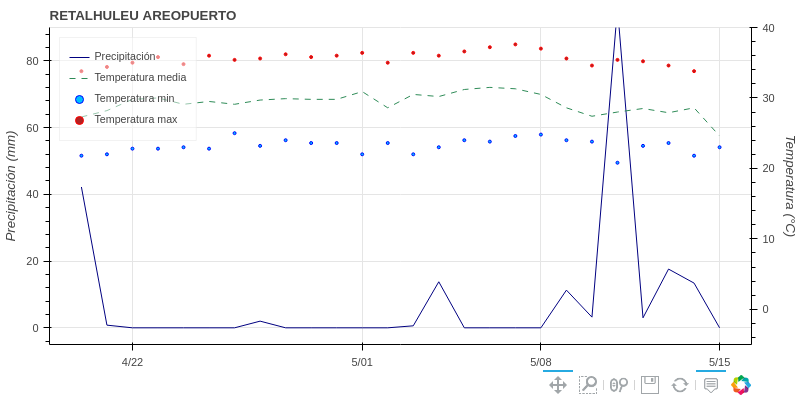 RETALHULEU AREOPUERTO
Precipitación
Temperatura media
Temperatura min
Temperatura max
Precipitación (mm)
80
60
40
20
0
Temperatura (°C)
40
30
20
10
0
4/22
5/01
5/08
5/15